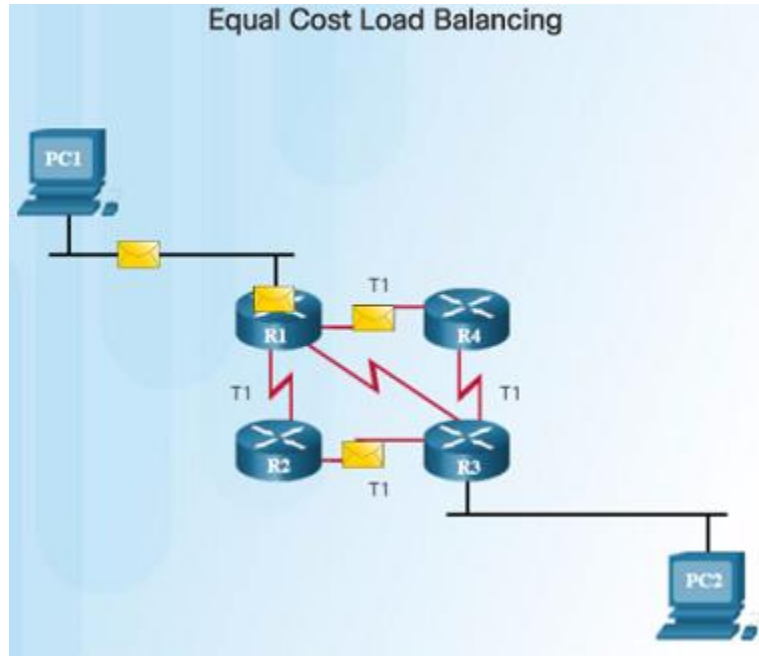 Equal Cost Load Balancing
PC1
T1
R1
R4
T1
T1
R2
R3
T1
PC2